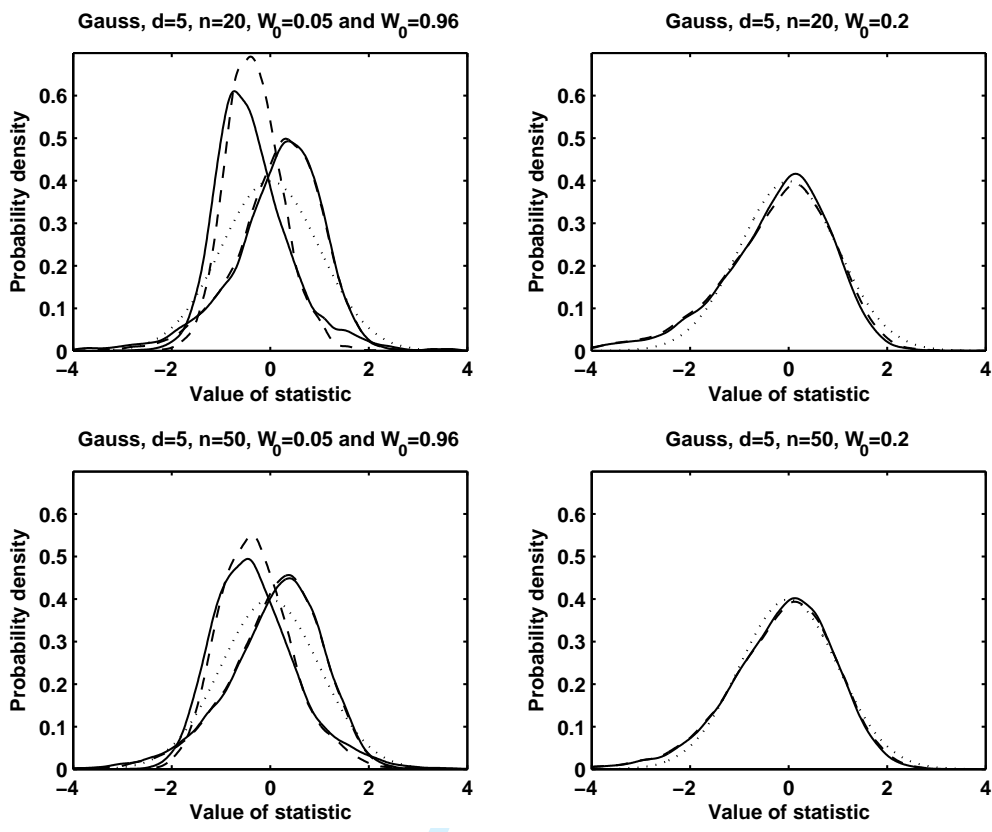 Gauss, d=5, n=20, W0=0.05 and W0=0.96
Probability density
0.6
0.5
0.4
0.3
0.2
0.1
0
−4 −2 0 2 4
Value of statistic
Gauss, d=5, n=20, W0=0.2
Probability density
0.6
0.5
0.4
0.3
0.2
0.1
0
−4 −2 0 2 4
Value of statistic
Gauss, d=5, n=50, W0=0.05 and W0=0.96
Probability density
0.6
0.5
0.4
0.3
0.2
0.1
0
−4 −2 0 2 4
Value of statistic
Gauss, d=5, n=50, W0=0.2
Probability density
0.6
0.5
0.4
0.3
0.2
0.1
0
−4 −2 0 2 4
Value of statistic